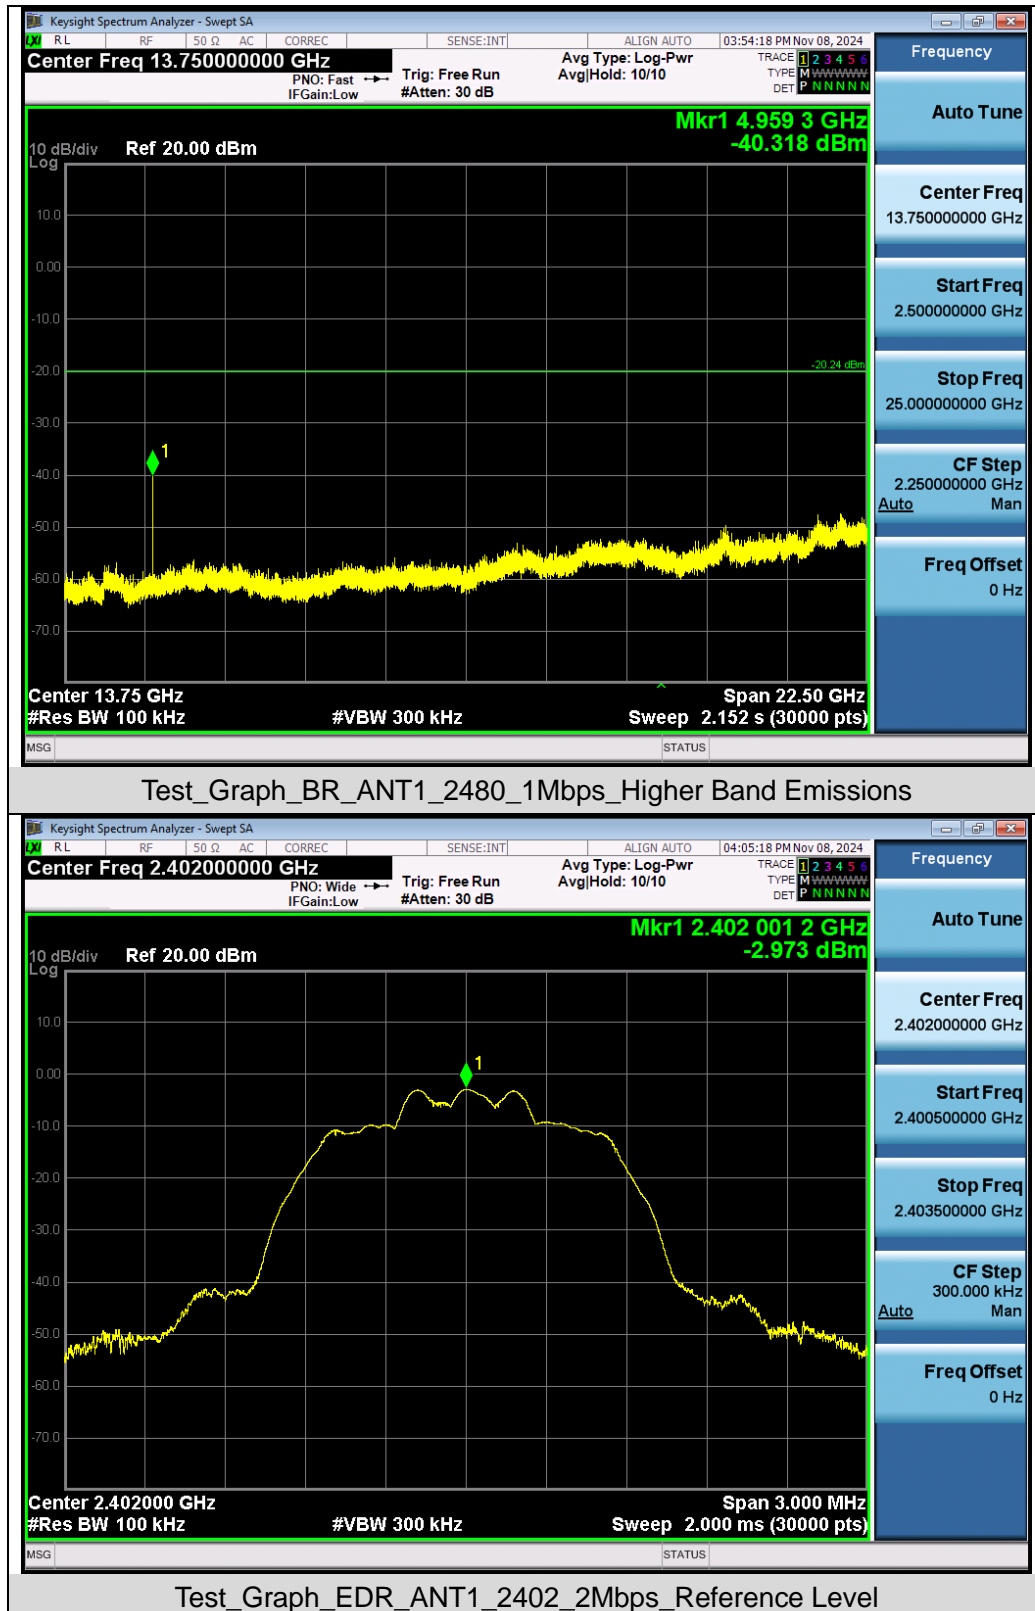 Keysight Spectrum Analyzer - Swept SA
LXI RL RF 50 Ω AC CORREC SENSE:INT ALIGN AUTO 03:54:18 PM Nov 08, 2024
Center Freq 13.750000000 GHz
PNO: Fast
IFGain:Low
Trig: Free Run
#Atten: 30 dB
Avg Type: Log-Pwr
Avg|Hold: 10/10
TRACE 1 2 3 4 5 6
TYPE M WWWWW
DET P N N N N N
Mkr1 4.959 3 GHz
-40.318 dBm
10 dB/div Ref 20.00 dBm
Log
10.0
0.00
-10.0
-20.0
-20.24 dBm
-30.0
1
-40.0
-50.0
-60.0
-70.0
Center 13.75 GHz Span 22.50 GHz
#Res BW 100 kHz #VBW 300 kHz Sweep 2.152 s (30000 pts)
MSG STATUS
Frequency
Auto Tune
Center Freq
13.750000000 GHz
Start Freq
2.500000000 GHz
Stop Freq
25.000000000 GHz
CF Step
2.250000000 GHz
Auto Man
Freq Offset
0 Hz
Test_Graph_BR_ANT1_2480_1Mbps_Higher Band Emissions
Keysight Spectrum Analyzer - Swept SA
LXI RL RF 50 Ω AC CORREC SENSE:INT ALIGN AUTO 04:05:18 PM Nov 08, 2024
Center Freq 2.402000000 GHz
PNO: Wide
IFGain:Low
Trig: Free Run
#Atten: 30 dB
Avg Type: Log-Pwr
Avg|Hold: 10/10
TRACE 1 2 3 4 5 6
TYPE M WWWWW
DET P N N N N N
Mkr1 2.402 001 2 GHz
-2.973 dBm
10 dB/div Ref 20.00 dBm
Log
10.0
0.00
1
-10.0
-20.0
-30.0
-40.0
-50.0
-60.0
-70.0
Center 2.402000 GHz Span 3.000 MHz
#Res BW 100 kHz #VBW 300 kHz Sweep 2.000 ms (30000 pts)
MSG STATUS
Frequency
Auto Tune
Center Freq
2.402000000 GHz
Start Freq
2.400500000 GHz
Stop Freq
2.403500000 GHz
CF Step
300.000 kHz
Auto Man
Freq Offset
0 Hz
Test_Graph_EDR_ANT1_2402_2Mbps_Reference Level